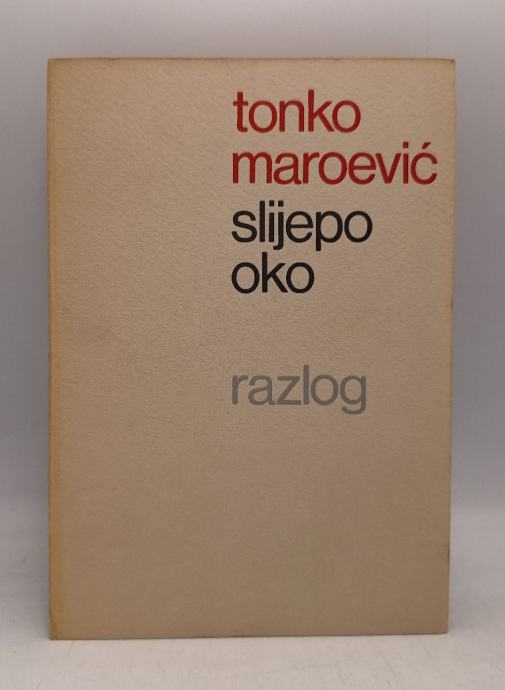 tonko
maroević
slijepo
oko
razlog